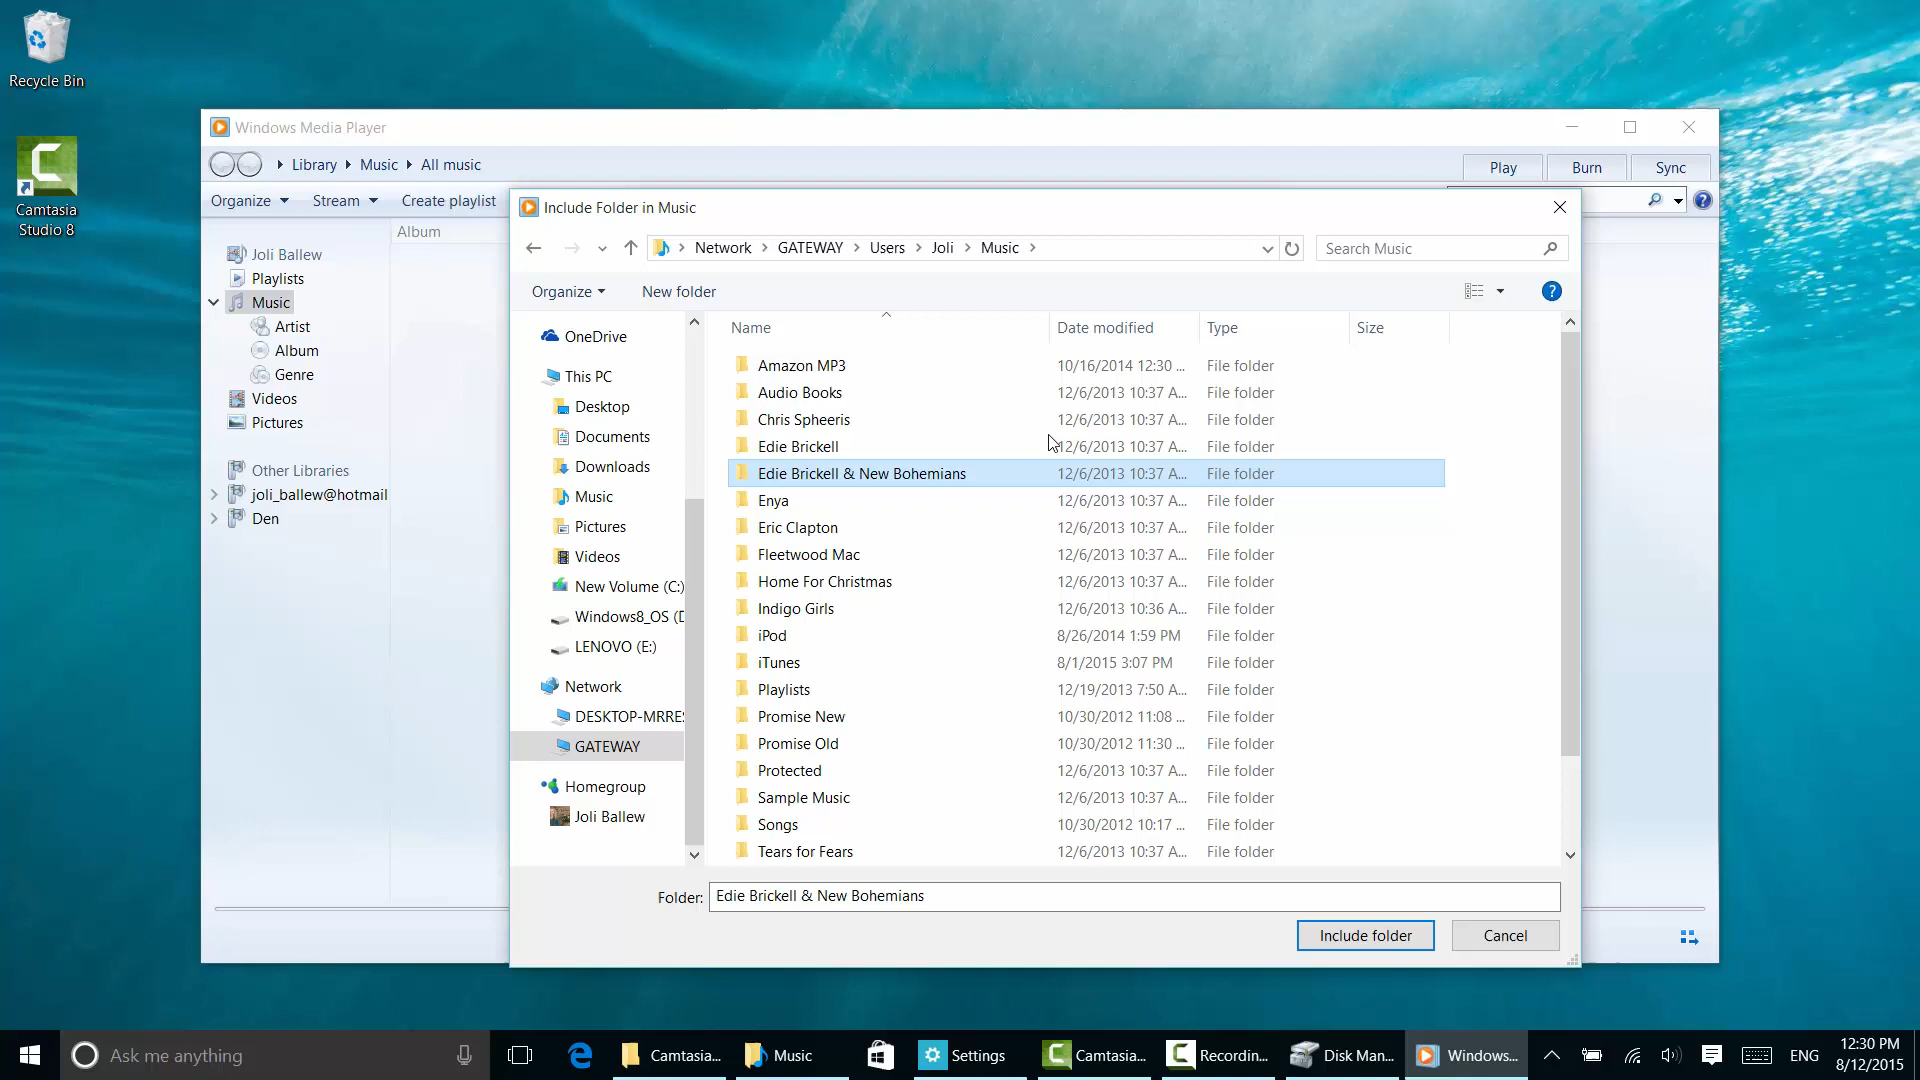 Recycle Bin
Camtasia
Studio 8
Windows Media Player
Library
Music
All music
Play
Burn
Sync
Organize
Stream
Create playlist
Album
Joli Ballew
Playlists
Music
Artist
Album
Genre
Videos
Pictures
Other Libraries
joli_ballew@hotmail
Den
Include Folder in Music
Network
GATEWAY
Users
Joli
Music
Search Music
Organize
New folder
?
OneDrive
This PC
Desktop
Documents
Downloads
Music
Pictures
Videos
New Volume (C:)
Windows8_OS (D
LENOVO (E:)
Network
DESKTOP-MRRES
GATEWAY
Homegroup
Joli Ballew
Name Date modified Type Size
Amazon MP3 10/16/2014 12:30 ... File folder
Audio Books 12/6/2013 10:37 A... File folder
Chris Spheeris 12/6/2013 10:37 A... File folder
Edie Brickell 12/6/2013 10:37 A... File folder
Edie Brickell & New Bohemians 12/6/2013 10:37 A... File folder
Enya 12/6/2013 10:37 A... File folder
Eric Clapton 12/6/2013 10:37 A... File folder
Fleetwood Mac 12/6/2013 10:37 A... File folder
Home For Christmas 12/6/2013 10:37 A... File folder
Indigo Girls 12/6/2013 10:36 A... File folder
iPod 8/26/2014 1:59 PM File folder
iTunes 8/1/2015 3:07 PM File folder
Playlists 12/19/2013 7:50 A... File folder
Promise New 10/30/2012 11:08 ... File folder
Promise Old 10/30/2012 11:30 ... File folder
Protected 12/6/2013 10:37 A... File folder
Sample Music 12/6/2013 10:37 A... File folder
Songs 10/30/2012 10:17 ... File folder
Tears for Fears 12/6/2013 10:37 A... File folder
Folder: Edie Brickell & New Bohemians
Include folder
Cancel
Ask me anything
Camtasia...
Music
Settings
Camtasia...
Recordin...
Disk Man...
Windows...
ENG
12:30 PM
8/12/2015